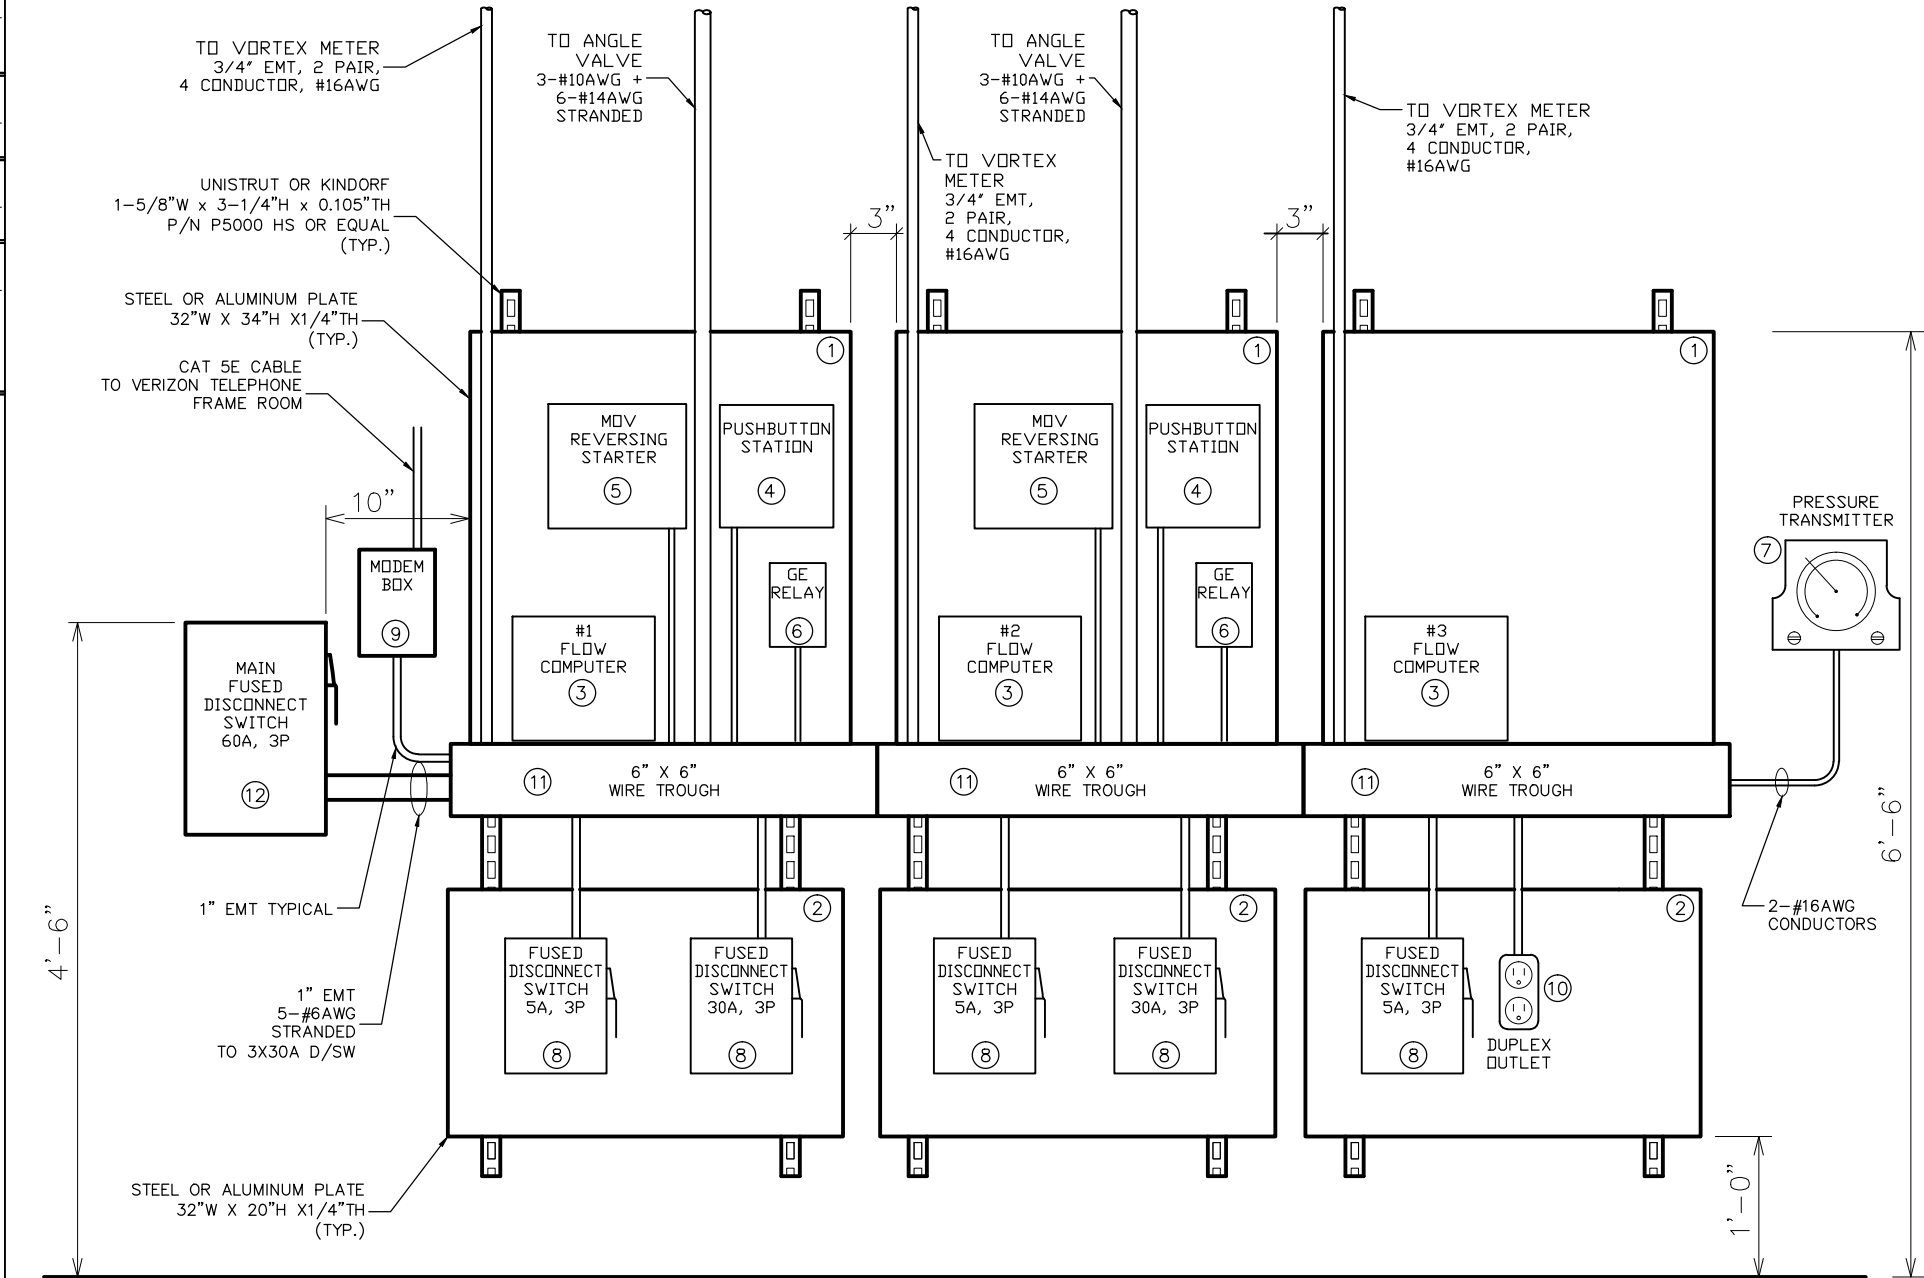 TO VORTEX METER
3/4" EMT, 2 PAIR,
4 CONDUCTOR, #16AWG
TO ANGLE
VALVE
3-#10AWG +
6-#14AWG
STRANDED
TO VORTEX
METER
3/4" EMT,
2 PAIR,
4 CONDUCTOR,
#16AWG
TO ANGLE
VALVE
3-#10AWG +
6-#14AWG
STRANDED
TO VORTEX METER
3/4" EMT, 2 PAIR,
4 CONDUCTOR,
#16AWG
UNISTRUT OR KINDORF
1-5/8"W x 3-1/4"H x 0.105"TH
P/N P5000 HS OR EQUAL
(TYP.)
3"
3"
STEEL OR ALUMINUM PLATE
32"W X 34"H X1/4"TH
(TYP.)
CAT 5E CABLE
TO VERIZON TELEPHONE
FRAME ROOM
10"
1
MOV
REVERSING
STARTER
5
PUSHBUTTON
STATION
4
GE
RELAY
6
#1
FLOW
COMPUTER
3
1
MOV
REVERSING
STARTER
5
PUSHBUTTON
STATION
4
GE
RELAY
6
#2
FLOW
COMPUTER
3
1
#3
FLOW
COMPUTER
3
PRESSURE
TRANSMITTER
7
MODEM
BOX
9
MAIN
FUSED
DISCONNECT
SWITCH
60A, 3P
12
11
6" X 6"
WIRE TROUGH
11
6" X 6"
WIRE TROUGH
11
6" X 6"
WIRE TROUGH
6'-6"
4'-6"
1" EMT TYPICAL
1" EMT
5-#6AWG
STRANDED
TO 3X30A D/SW
2-#16AWG
CONDUCTORS
2
FUSED
DISCONNECT
SWITCH
5A, 3P
8
FUSED
DISCONNECT
SWITCH
30A, 3P
8
2
FUSED
DISCONNECT
SWITCH
5A, 3P
8
FUSED
DISCONNECT
SWITCH
30A, 3P
8
2
FUSED
DISCONNECT
SWITCH
5A, 3P
8
10
DUPLEX
OUTLET
STEEL OR ALUMINUM PLATE
32"W X 20"H X1/4"TH
(TYP.)
1'-0"